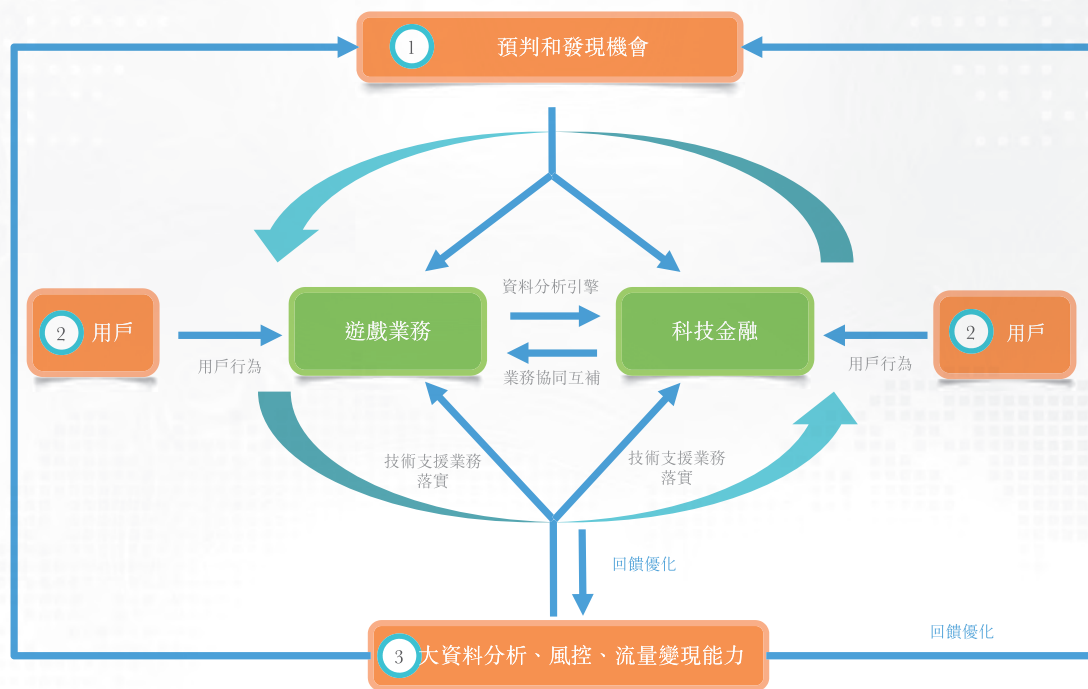 1 預判和發現機會
資料分析引擎
2 用戶
遊戲業務
科技金融
2 用戶
用戶行為
業務協同互補
用戶行為
技術支援業務
落實
技術支援業務
落實
回饋優化
回饋優化
3 大資料分析、風控、流量變現能力